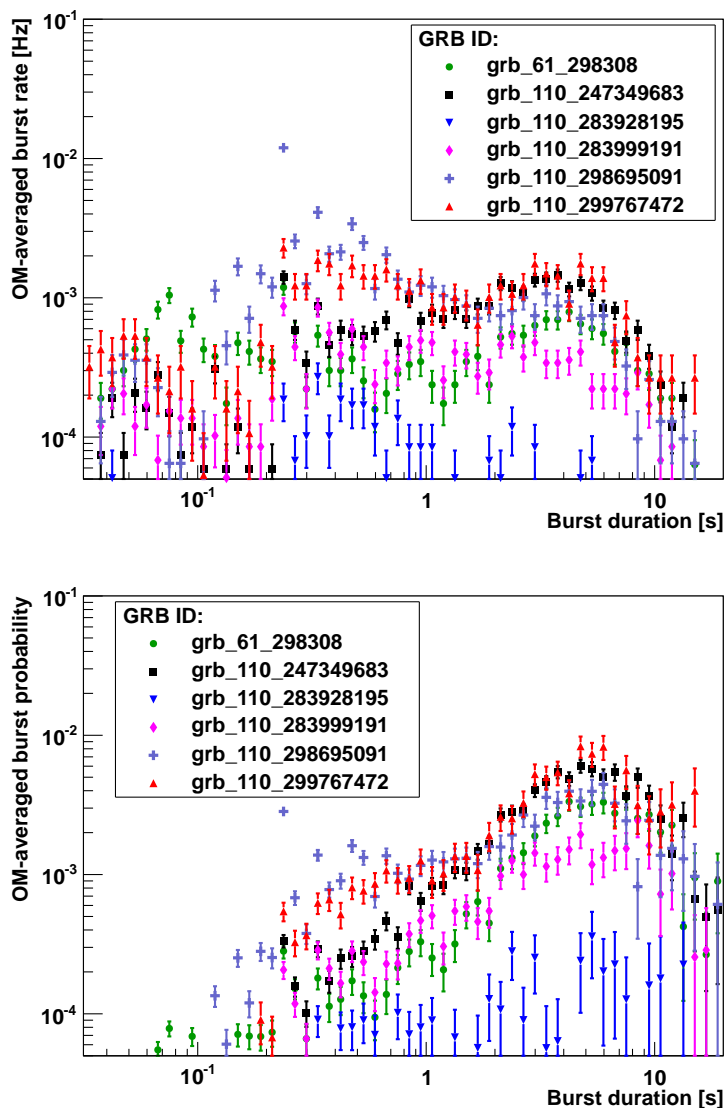 OM-averaged burst rate [Hz]
10^-1
10^-2
10^-3
10^-4
GRB ID:
grb_61_298308
grb_110_247349683
grb_110_283928195
grb_110_283999191
grb_110_298695091
grb_110_299767472
10^-1
1
10
Burst duration [s]
OM-averaged burst probability
10^-1
10^-2
10^-3
10^-4
GRB ID:
grb_61_298308
grb_110_247349683
grb_110_283928195
grb_110_283999191
grb_110_298695091
grb_110_299767472
10^-1
1
10
Burst duration [s]